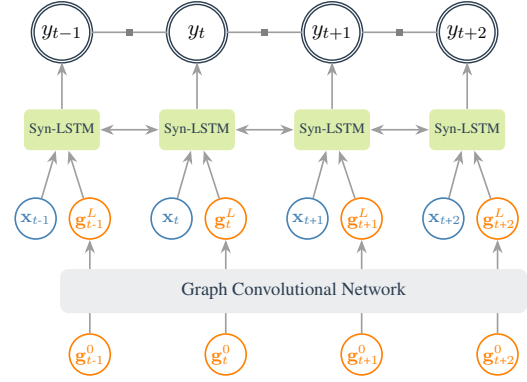 y_{t−1} y_t y_{t+1} y_{t+2}
Syn-LSTM Syn-LSTM Syn-LSTM Syn-LSTM
x_{t-1} g^L_{t-1} x_t g^L_t x_{t+1} g^L_{t+1} x_{t+2} g^L_{t+2}
Graph Convolutional Network
g^0_{t-1} g^0_t g^0_{t+1} g^0_{t+2}